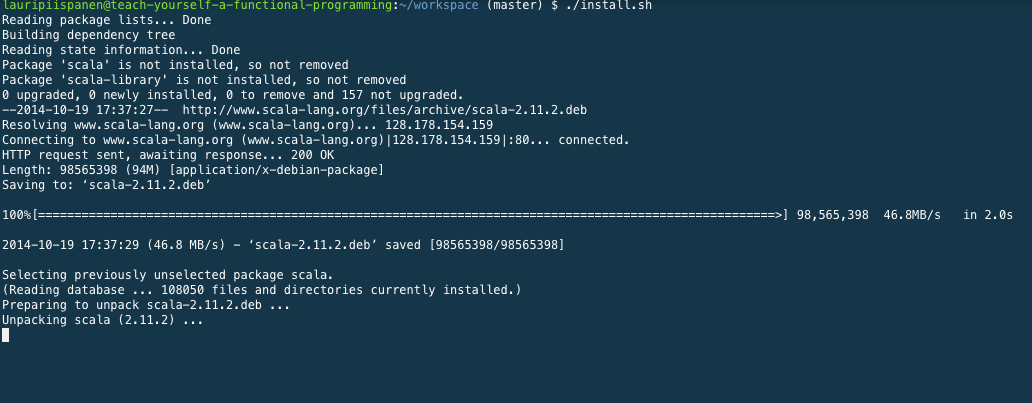 lauripiispanen@teach-yourself-a-functional-programming:~/workspace (master) $ ./install.sh
Reading package lists... Done
Building dependency tree
Reading state information... Done
Package 'scala' is not installed, so not removed
Package 'scala-library' is not installed, so not removed
0 upgraded, 0 newly installed, 0 to remove and 157 not upgraded.
--2014-10-19 17:37:27--  http://www.scala-lang.org/files/archive/scala-2.11.2.deb
Resolving www.scala-lang.org (www.scala-lang.org)... 128.178.154.159
Connecting to www.scala-lang.org (www.scala-lang.org)|128.178.154.159|:80... connected.
HTTP request sent, awaiting response... 200 OK
Length: 98565398 (94M) [application/x-debian-package]
Saving to: ‘scala-2.11.2.deb’
100%[======================================================================================================>] 98,565,398  46.8MB/s   in 2.0s
2014-10-19 17:37:29 (46.8 MB/s) - ‘scala-2.11.2.deb’ saved [98565398/98565398]
Selecting previously unselected package scala.
(Reading database ... 108050 files and directories currently installed.)
Preparing to unpack scala-2.11.2.deb ...
Unpacking scala (2.11.2) ...